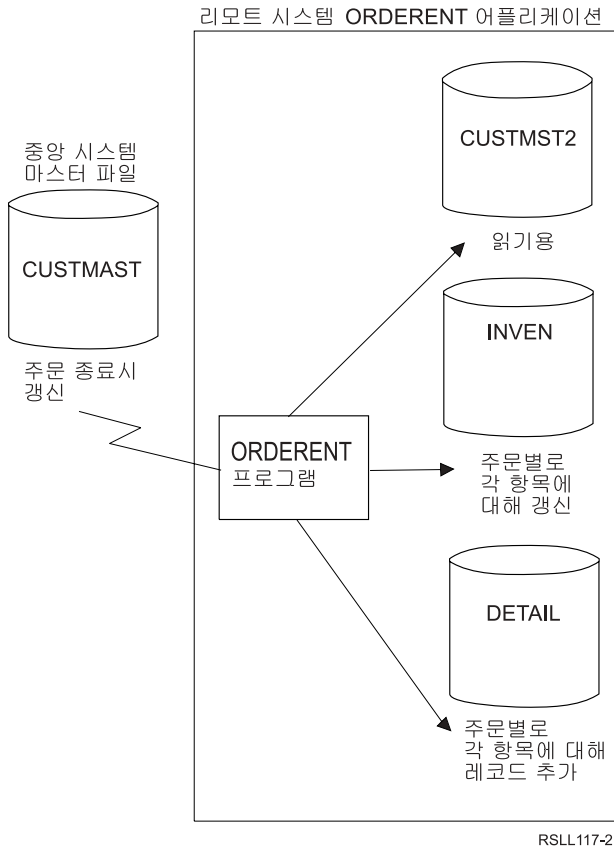 리모트 시스템 ORDERENT 어플리케이션
중앙 시스템
마스터 파일
CUSTMAST
주문 종료시
갱신
ORDERENT
프로그램
CUSTMST2
읽기용
INVEN
주문별로
각 항목에
대해 갱신
DETAIL
주문별로
각 항목에 대해
레코드 추가
RSLL117-2